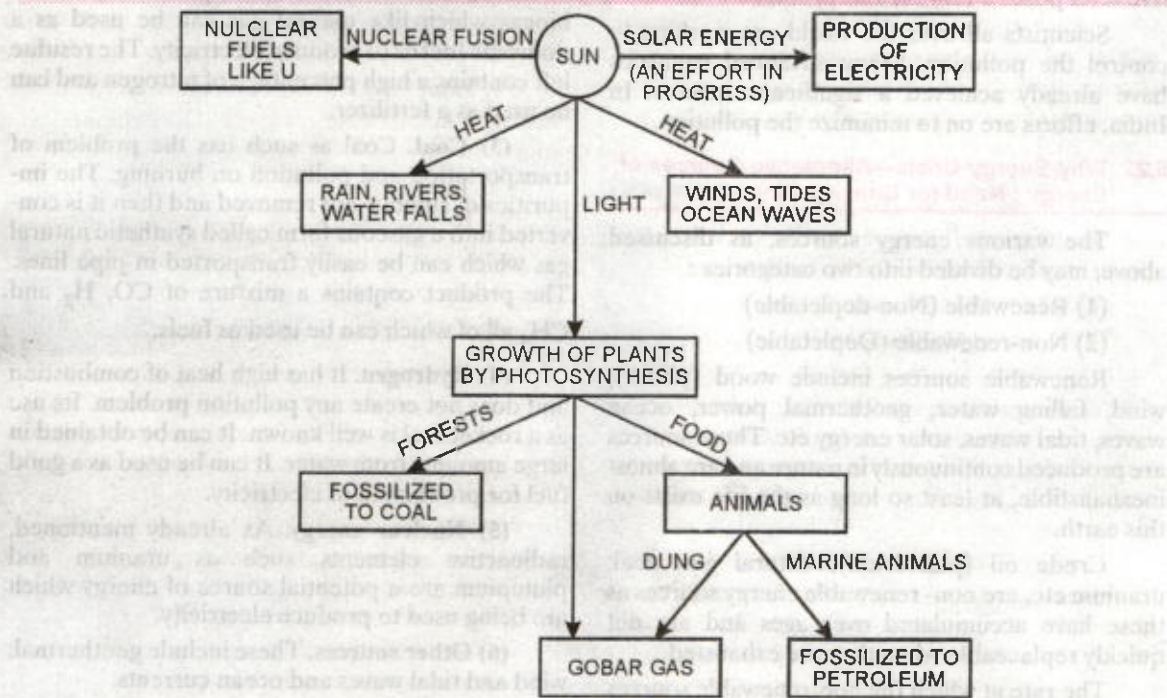 NULCLEAR
FUELS
LIKE U
NUCLEAR FUSION
SUN
SOLAR ENERGY
(AN EFFORT IN
PROGRESS)
PRODUCTION
OF
ELECTRICITY
HEAT
HEAT
RAIN, RIVERS,
WATER FALLS
LIGHT
WINDS, TIDES
OCEAN WAVES
GROWTH OF PLANTS
BY PHOTOSYNTHESIS
FORESTS
FOOD
FOSSILIZED
TO COAL
ANIMALS
DUNG
MARINE ANIMALS
GOBAR GAS
FOSSILIZED TO
PETROLEUM
Scientists all
control the pollution
have already achieved a significant
India, efforts are on to minimize the pollution
The various energy sources, as discussed
above, may be divided into two categories :
(1) Renewable (Non-depletable)
(2) Non-renewable (Depletable)
Renewable sources include wood
wind, falling water, geothermal power, ocean
waves, tidal waves, solar energy etc. These sources
are produced continuously in nature and are almost
inexhaustible, at least so long as
this earth.
Crude oil
uranium etc. are non-renewable energy sources as
these have accumulated over ages and are not
quickly replaceable when they are exhausted.
The rate at which the non-renewable sources
biogas which like
The residue
left contains a high percentage of nitrogen and can
be used as a fertilizer.
(3) Coal. Coal as such has the problem of
transportation and pollution on burning. The im-
purities removed and then it is con-
verted into a gaseous form called synthetic natural
gas which can be easily transported in pipe lines.
The product contains a mixture of CO, H2 and
CH4 all of which can be used as fuels.
Hydrogen. It has high heat of combustion
and does not create any pollution problem. Its use
as a rocket fuel is well known. It can be obtained in
large amounts from water. It can be used as a good
fuel for production of electricity.
(5) Nuclear energy. As already mentioned,
radioactive elements such as uranium and
plutonium are a potential source of energy which
are being used to produce electricity.
(6) Other sources. These include geothermal,
wind and tidal waves and ocean currents